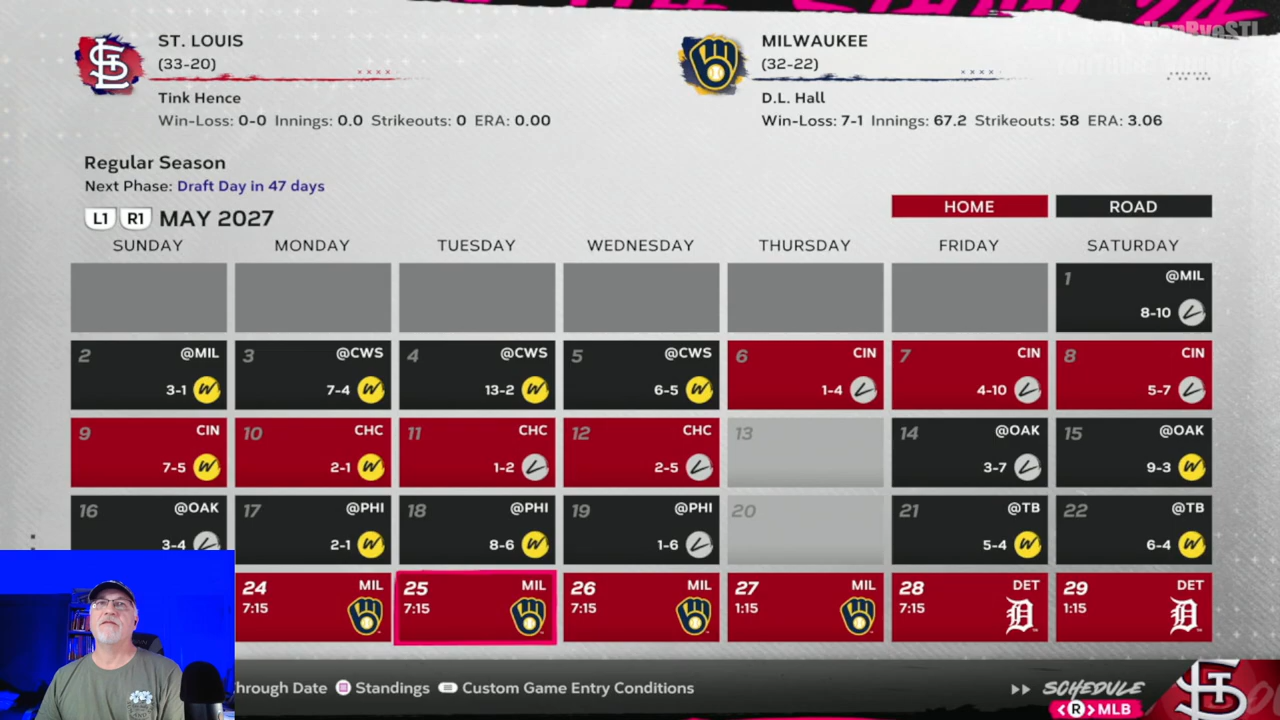 ST. LOUIS
(33-20)
Tink Hence
Win-Loss: 0-0 Innings: 0.0 Strikeouts: 0 ERA: 0.00
MILWAUKEE
(32-22)
D.L. Hall
Win-Loss: 7-1 Innings: 67.2 Strikeouts: 58 ERA: 3.06
Regular Season
Next Phase: Draft Day in 47 days
L1 R1 MAY 2027
HOME ROAD
SUNDAY MONDAY TUESDAY WEDNESDAY THURSDAY FRIDAY SATURDAY
1 @MIL
8-10 L
2 @MIL 3 @CWS 4 @CWS 5 @CWS 6 CIN 7 CIN 8 CIN
3-1 W 7-4 W 13-2 W 6-5 W 1-4 L 4-10 L 5-7 L
9 CIN 10 CHC 11 CHC 12 CHC 13 14 @OAK 15 @OAK
7-5 W 2-1 W 1-2 L 2-5 L 3-7 L 9-3 W
16 @OAK 17 @PHI 18 @PHI 19 @PHI 20 21 @TB 22 @TB
3-4 L 2-1 W 8-6 W 1-6 L 5-4 W 6-4 W
24 MIL 25 MIL 26 MIL 27 MIL 28 DET 29 DET
7:15 7:15 7:15 1:15 7:15 1:15
hrough Date Standings Custom Game Entry Conditions
SCHEDULE
R MLB